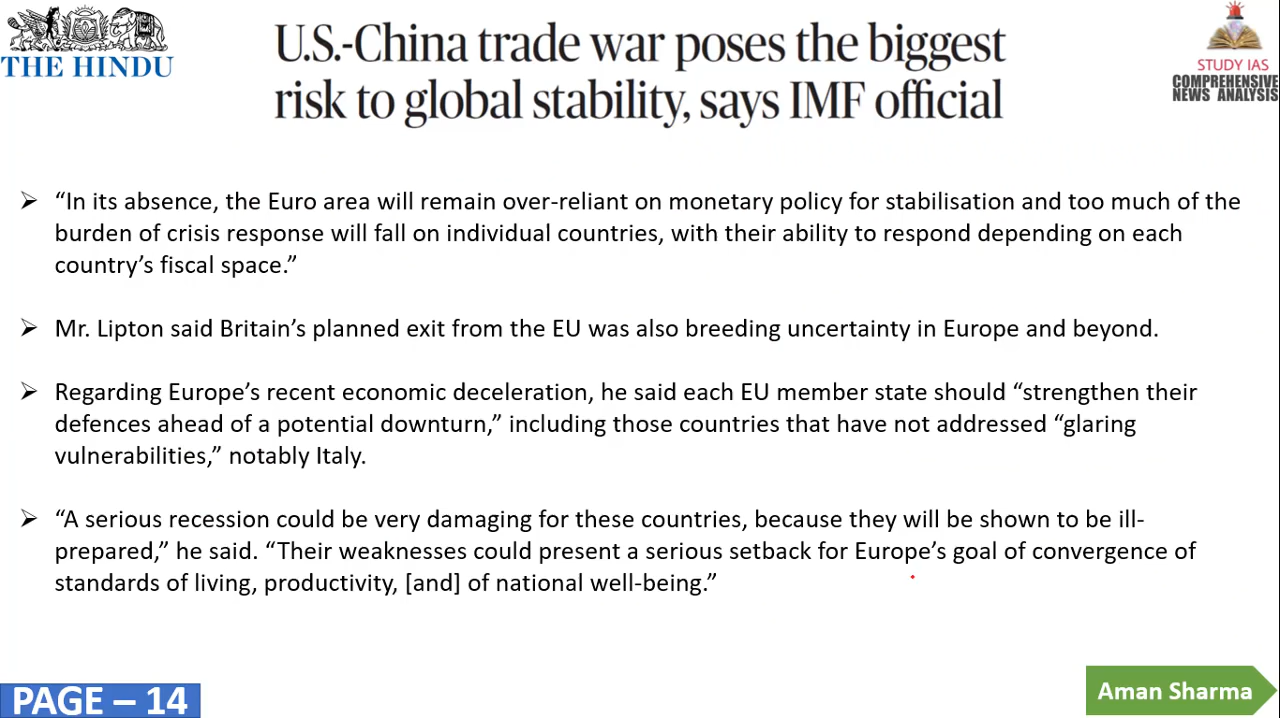 THE HINDU
U.S.-China trade war poses the biggest
risk to global stability, says IMF official
STUDY IAS
COMPREHENSIVE
NEWS ANALYSIS
“In its absence, the Euro area will remain over-reliant on monetary policy for stabilisation and too much of the
burden of crisis response will fall on individual countries, with their ability to respond depending on each
country’s fiscal space.”
Mr. Lipton said Britain’s planned exit from the EU was also breeding uncertainty in Europe and beyond.
Regarding Europe’s recent economic deceleration, he said each EU member state should “strengthen their
defences ahead of a potential downturn,” including those countries that have not addressed “glaring
vulnerabilities,” notably Italy.
“A serious recession could be very damaging for these countries, because they will be shown to be ill-
prepared,” he said. “Their weaknesses could present a serious setback for Europe’s goal of convergence of
standards of living, productivity, [and] of national well-being.”
PAGE – 14
Aman Sharma